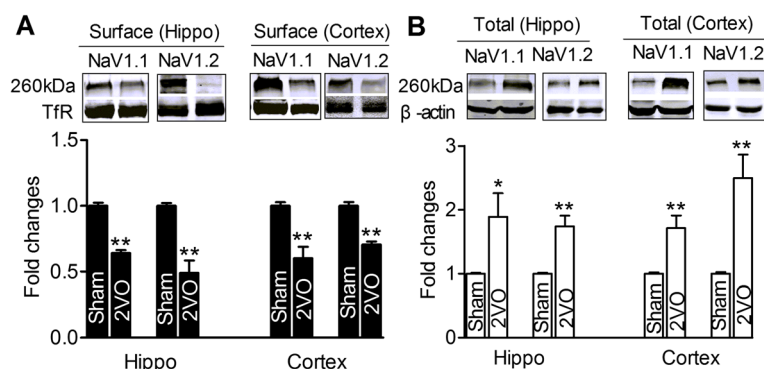 A
Surface (Hippo)
Surface (Cortex)
NaV1.1 NaV1.2
NaV1.1 NaV1.2
260kDa
TfR
Fold changes
1.5
1.0
0.5
0.0
Sham
2VO
**
Sham
2VO
**
Sham
2VO
**
Sham
2VO
**
Hippo
Cortex
B
Total (Hippo)
Total (Cortex)
NaV1.1 NaV1.2
NaV1.1 NaV1.2
260kDa
β -actin
Fold changes
3
2
1
0
Sham
2VO
*
Sham
2VO
**
Sham
2VO
**
Sham
2VO
**
Hippo
Cortex